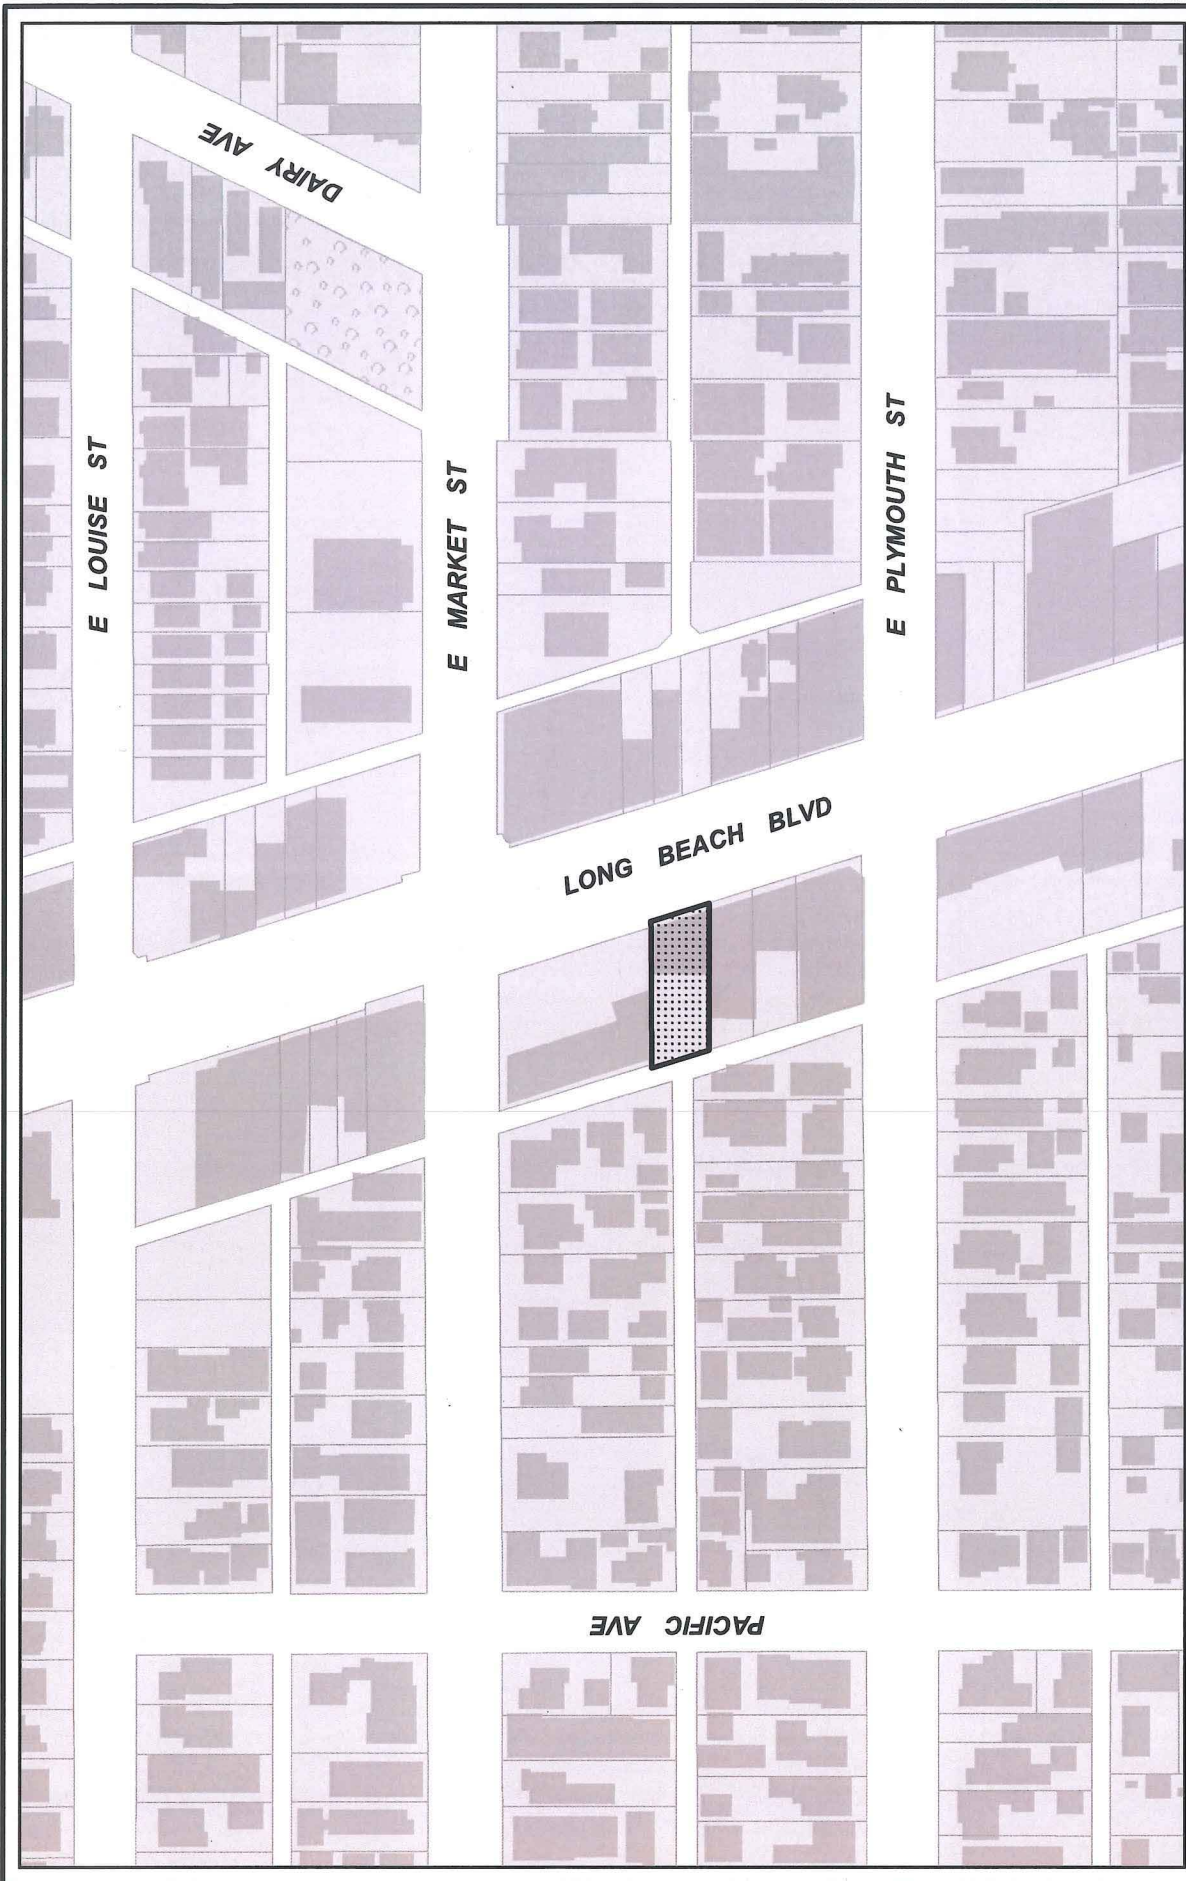 DAIRY AVE
E LOUISE ST
E MARKET ST
E PLYMOUTH ST
LONG BEACH BLVD
PACIFIC AVE